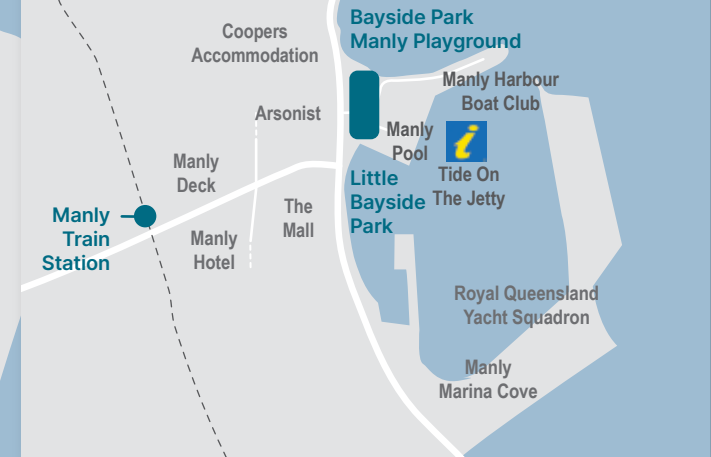 Bayside Park
Manly Playground
Coopers
Accommodation
Manly Harbour
Boat Club
Arsonist
Manly
Pool
i
Manly
Deck
Little
Bayside
Park
Tide On
The Jetty
Manly
Train
Station
The
Mall
Manly
Hotel
Royal Queensland
Yacht Squadron
Manly
Marina Cove